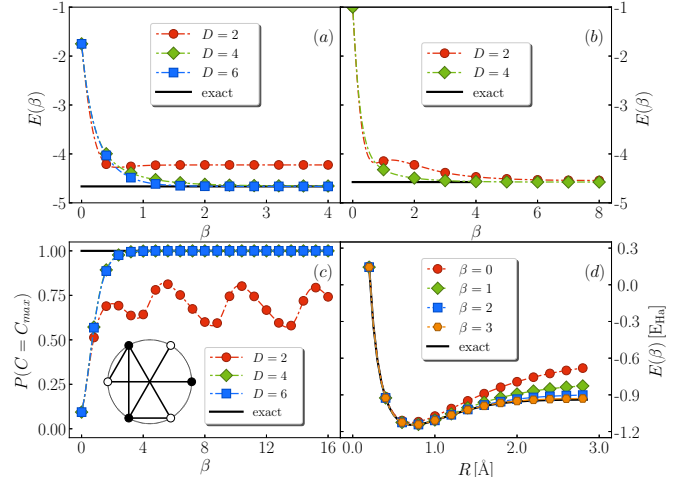 -1
-2
-3
-4
-5
E(β)
0
1
2
3
4
β
(a)
D = 2
D = 4
D = 6
exact
-1
-2
-3
-4
-5
E(β)
0
2
4
6
8
β
(b)
D = 2
D = 4
exact
1.00
0.75
0.50
0.25
0.00
P(C = C_max)
0
4
8
12
16
β
(c)
D = 2
D = 4
D = 6
exact
0.3
0.0
-0.3
-0.6
-0.9
-1.2
E(β) [E_Ha]
0.0
1.0
2.0
3.0
R [Å]
(d)
β = 0
β = 1
β = 2
β = 3
exact